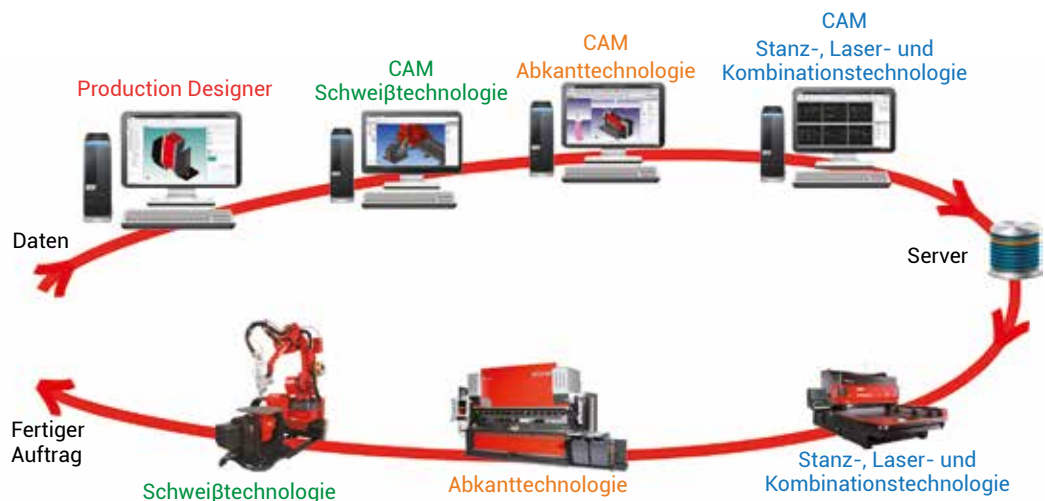 CAM
Stanz-, Laser- und
Kombinationstechnologie
CAM
Abkanttechnologie
CAM
Schweiβtechnologie
Production Designer
Daten
Server
Fertiger
Auftrag
Schweiβtechnologie
Abkanttechnologie
Stanz-, Laser- und
Kombinationstechnologie